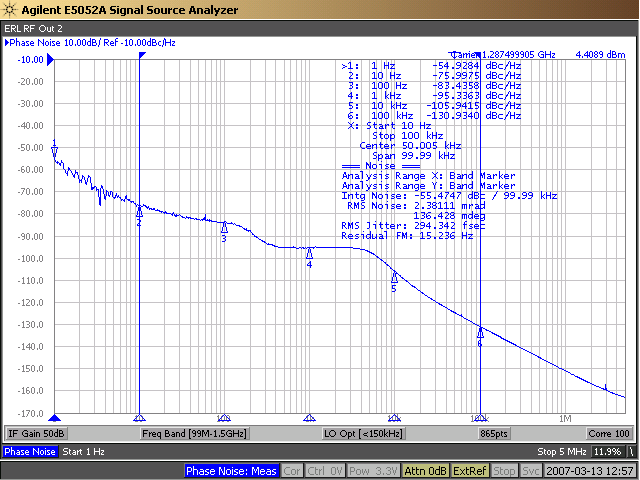 Agilent E5052A Signal Source Analyzer
ERL RF Out 2
Phase Noise 10.00dB/ Ref -10.00dBc/Hz
Carrier 1.287499905 GHz 4.4089 dBm
>1: 1 Hz -54.9284 dBc/Hz
2: 10 Hz -75.9975 dBc/Hz
3: 100 Hz -83.4358 dBc/Hz
4: 1 kHz -95.3363 dBc/Hz
5: 10 kHz -105.9415 dBc/Hz
6: 100 kHz -130.9340 dBc/Hz
X: Start 10 Hz
Stop 100 kHz
Center 50.005 kHz
Span 99.99 kHz
=== Noise ===
Analysis Range X: Band Marker
Analysis Range Y: Band Marker
Intg Noise: -55.4747 dBc / 99.99 kHz
RMS Noise: 2.38111 mrad
136.428 mdeg
RMS Jitter: 294.342 fsec
Residual FM: 15.236 Hz
-10.00
-20.00
-30.00
-40.00
-50.00
-60.00
-70.00
-80.00
-90.00
-100.0
-110.0
-120.0
-130.0
-140.0
-150.0
-160.0
-170.0
1
2
3
4
5
6
1M
IF Gain 50dB
Freq Band [99M-1.5GHz]
LO Opt [<150kHz]
865pts
Corre 100
Phase Noise Start 1 Hz
Stop 5 MHz 11.9% \
Phase Noise: Meas Cor Ctrl 0V Pow 3.3V Attn 0dB ExtRef Stop Svc 2007-03-13 12:57